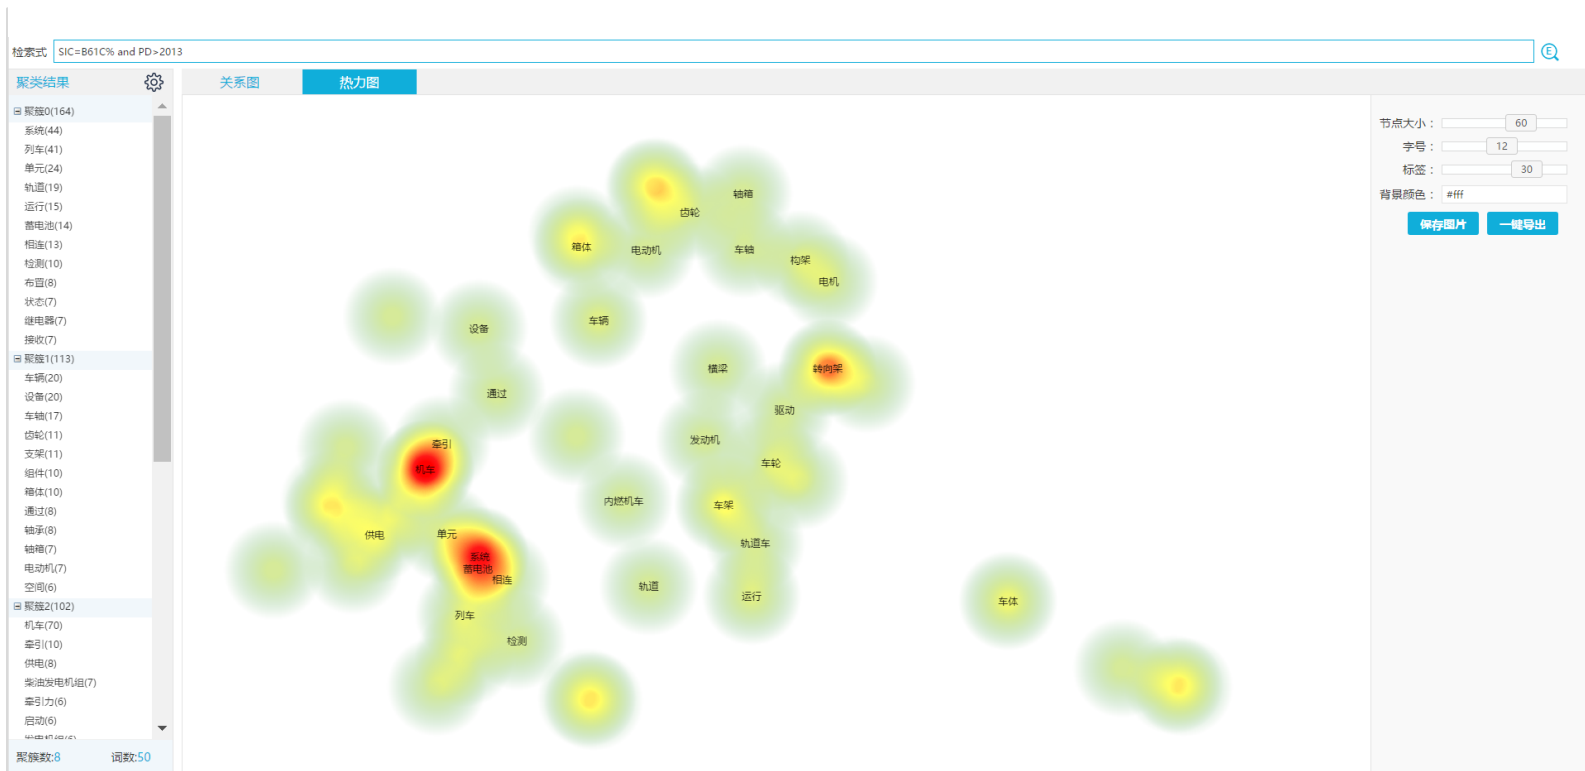 检索式 SIC=B61C% and PD>2013
聚类结果
关系图 热力图
聚簇0(164)
系统(44)
列车(41)
单元(24)
轨道(19)
运行(15)
蓄电池(14)
相连(13)
检测(10)
布置(8)
状态(7)
继电器(7)
接收(7)
聚簇1(113)
车辆(20)
设备(20)
车轴(17)
齿轮(11)
支架(11)
组件(10)
箱体(10)
通过(8)
轴承(8)
轴箱(7)
电动机(7)
空间(6)
聚簇2(102)
机车(70)
牵引(10)
供电(8)
柴油发电机组(7)
牵引力(6)
启动(6)
发电机组(6)
聚簇数:8 词数:50
轴箱
齿轮
箱体
电动机
车轴
构架
电机
车辆
设备
横梁
转向架
通过
驱动
牵引
发动机
机车
车轮
内燃机车
车架
供电
单元
轨道车
系统
蓄电池
相连
轨道
运行
车体
列车
检测
节点大小: 60
字号: 12
标签: 30
背景颜色: #fff
保存图片 一键导出